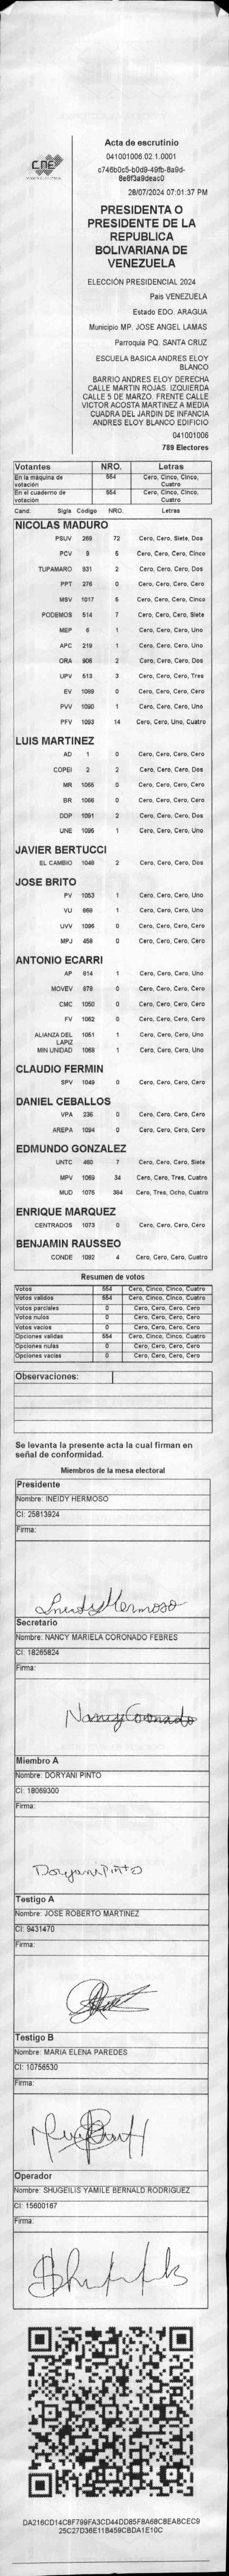 CNE
Acta de escrutinio
041001006.02.1.0001
c746b0c5-b0d9-49fb-8a9d-
8e6f3a9deac0
28/07/2024 07:01:37 PM
PRESIDENTA O
PRESIDENTE DE LA
REPUBLICA
BOLIVARIANA DE
VENEZUELA
ELECCIÓN PRESIDENCIAL 2024
Pais VENEZUELA
Estado EDO. ARAGUA
Municipio MP. JOSE ANGEL LAMAS
Parroquia PQ. SANTA CRUZ
ESCUELA BASICA ANDRES ELOY
BLANCO
BARRIO ANDRES ELOY DERECHA
CALLE MARTIN ROJAS. IZQUIERDA
CALLE 5 DE MARZO. FRENTE CALLE
VICTOR ACOSTA MARTINEZ A MEDIA
CUADRA DEL JARDIN DE INFANCIA
ANDRES ELOY BLANCO EDIFICIO
041001006
789 Electores
Votantes NRO. Letras
En la máquina de votación 554 Cero, Cinco, Cinco, Cuatro
En el cuaderno de votación 554 Cero, Cinco, Cinco, Cuatro
Cand. Sigla Codigo NRO. Letras
NICOLAS MADURO
PSUV 269 72 Cero, Cero, Siete, Dos
PCV 9 5 Cero, Cero, Cero, Cinco
TUPAMARO 931 2 Cero, Cero, Cero, Dos
PPT 276 0 Cero, Cero, Cero, Cero
MSV 1017 5 Cero, Cero, Cero, Cinco
PODEMOS 514 7 Cero, Cero, Cero, Siete
MEP 6 1 Cero, Cero, Cero, Uno
APC 219 1 Cero, Cero, Cero, Uno
ORA 906 2 Cero, Cero, Cero, Dos
UPV 513 3 Cero, Cero, Cero, Tres
EV 1089 0 Cero, Cero, Cero, Cero
PVV 1090 1 Cero, Cero, Cero, Uno
PFV 1093 14 Cero, Cero, Uno, Cuatro
LUIS MARTINEZ
AD 1 0 Cero, Cero, Cero, Cero
COPEI 2 2 Cero, Cero, Cero, Dos
MR 1065 0 Cero, Cero, Cero, Cero
BR 1066 0 Cero, Cero, Cero, Cero
DDP 1091 2 Cero, Cero, Cero, Dos
UNE 1095 1 Cero, Cero, Cero, Uno
JAVIER BERTUCCI
EL CAMBIO 1048 2 Cero, Cero, Cero, Dos
JOSE BRITO
PV 1053 1 Cero, Cero, Cero, Uno
VU 868 1 Cero, Cero, Cero, Uno
UVV 1096 0 Cero, Cero, Cero, Cero
MPJ 458 0 Cero, Cero, Cero, Cero
ANTONIO ECARRI
AP 614 1 Cero, Cero, Cero, Uno
MOVEV 878 0 Cero, Cero, Cero, Cero
CMC 1050 0 Cero, Cero, Cero, Cero
FV 1062 0 Cero, Cero, Cero, Cero
ALIANZA DEL LAPIZ 1051 1 Cero, Cero, Cero, Uno
MIN UNIDAD 1068 1 Cero, Cero, Cero, Uno
CLAUDIO FERMIN
SPV 1049 0 Cero, Cero, Cero, Cero
DANIEL CEBALLOS
VPA 236 0 Cero, Cero, Cero, Cero
AREPA 1094 0 Cero, Cero, Cero, Cero
EDMUNDO GONZALEZ
UNTC 460 7 Cero, Cero, Cero, Siete
MPV 1069 34 Cero, Cero, Tres, Cuatro
MUD 1075 384 Cero, Tres, Ocho, Cuatro
ENRIQUE MARQUEZ
CENTRADOS 1073 0 Cero, Cero, Cero, Cero
BENJAMIN RAUSSEO
CONDE 1092 4 Cero, Cero, Cero, Cuatro
Resumen de votos
Votos 554 Cero, Cinco, Cinco, Cuatro
Votos validos 554 Cero, Cinco, Cinco, Cuatro
Votos parciales 0 Cero, Cero, Cero, Cero
Votos nulos 0 Cero, Cero, Cero, Cero
Votos vacios 0 Cero, Cero, Cero, Cero
Opciones validas 554 Cero, Cinco, Cinco, Cuatro
Opciones nulas 0 Cero, Cero, Cero, Cero
Opciones vacias 0 Cero, Cero, Cero, Cero
Observaciones:
Se levanta la presente acta la cual firman en
señal de conformidad.
Miembros de la mesa electoral
Presidente
Nombre: INEIDY HERMOSO
CI: 25813924
Firma:
Ineidy Hermoso
Secretario
Nombre: NANCY MARIELA CORONADO FEBRES
CI: 18265824
Firma:
Nancy Coronado
Miembro A
Nombre: DORYANI PINTO
CI: 18069300
Firma:
Doryani Pinto
Testigo A
Nombre: JOSE ROBERTO MARTINEZ
CI: 9431470
Firma:
Testigo B
Nombre: MARIA ELENA PAREDES
CI: 10756530
Firma:
Operador
Nombre: SHUGEILIS YAMILE BERNALD RODRIGUEZ
CI: 15600167
Firma:
DA216CD14C8F799FA3CD44DD85FBA68C8EABCEC9
25C27D36E11B459CBDA1E10C